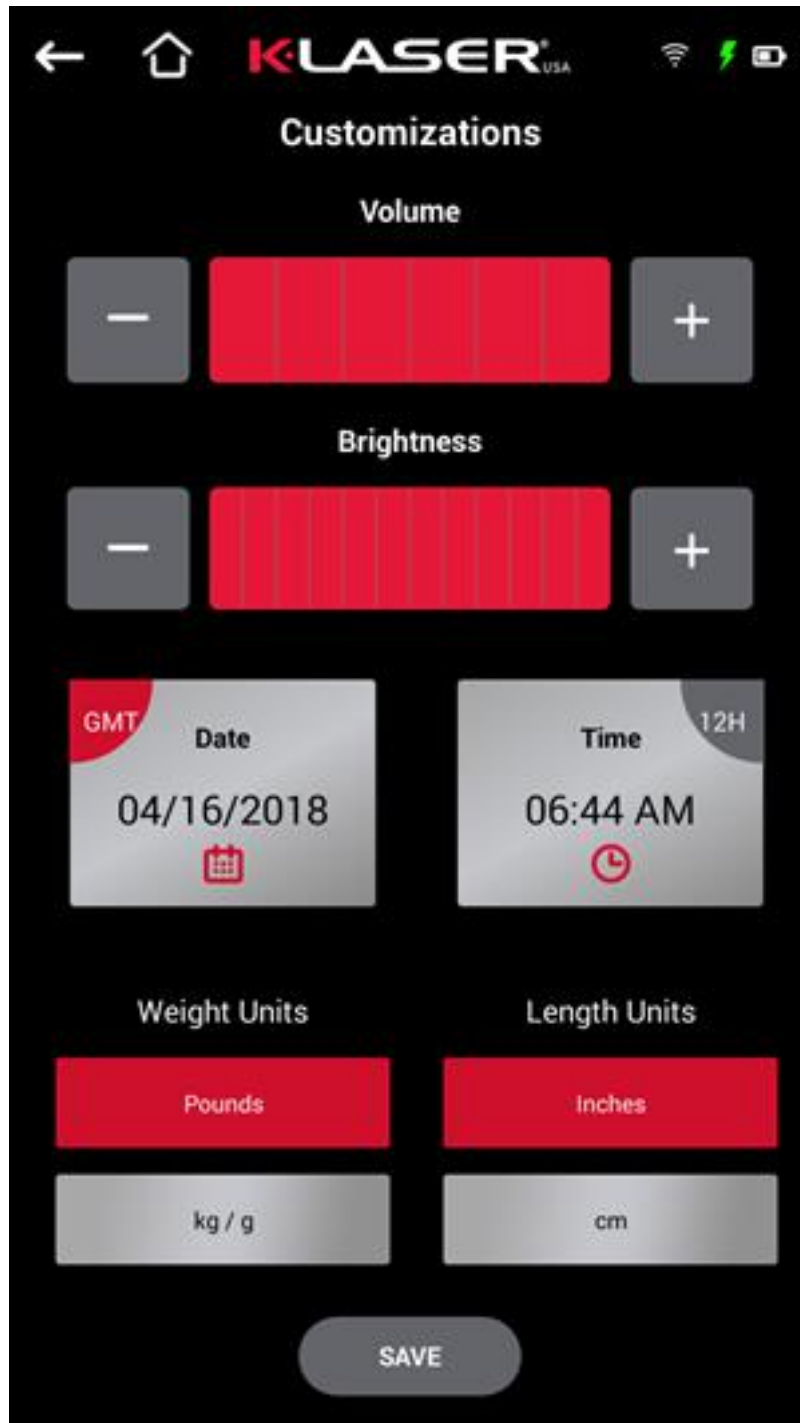 K-LASER USA
Customizations
Volume
Brightness
GMT
Date
04/16/2018
12H
Time
06:44 AM
Weight Units
Length Units
Pounds
Inches
kg / g
cm
SAVE